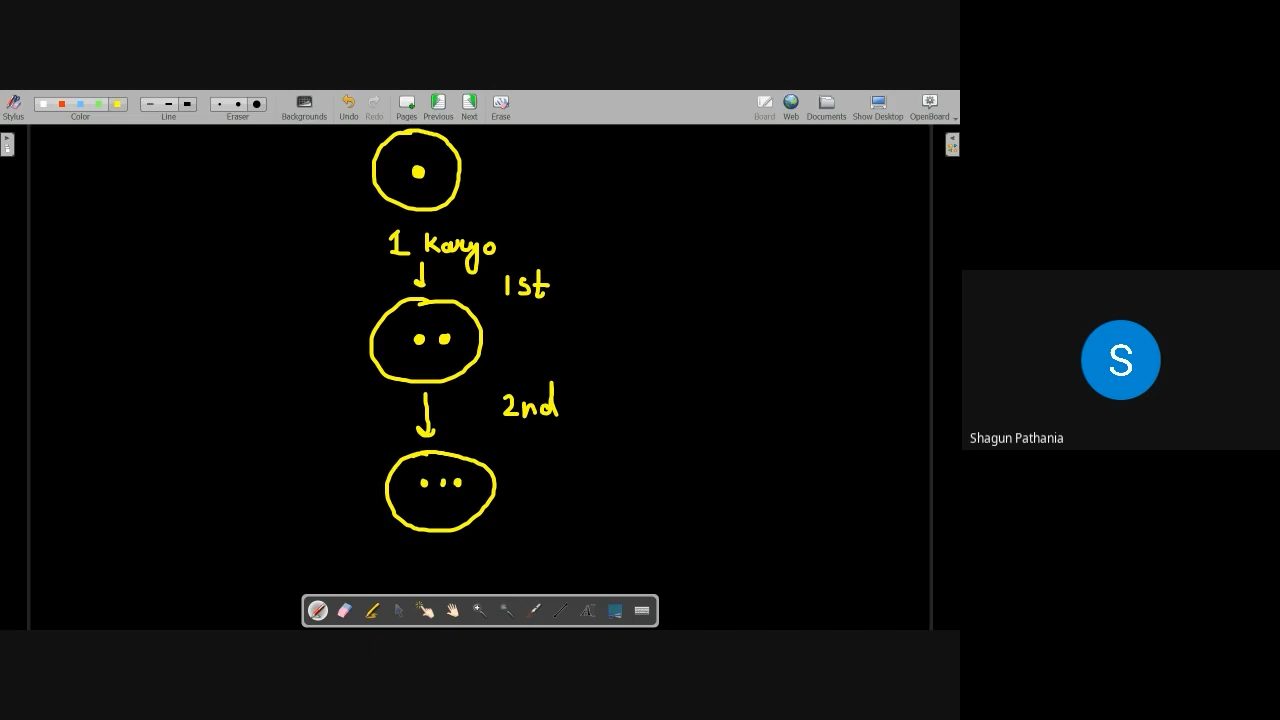 Stylus Color Line Eraser Backgrounds Undo Redo Pages Previous Next Erase Board Web Documents Show Desktop OpenBoard
1 Karyo
1st
2nd
S
Shagun Pathania